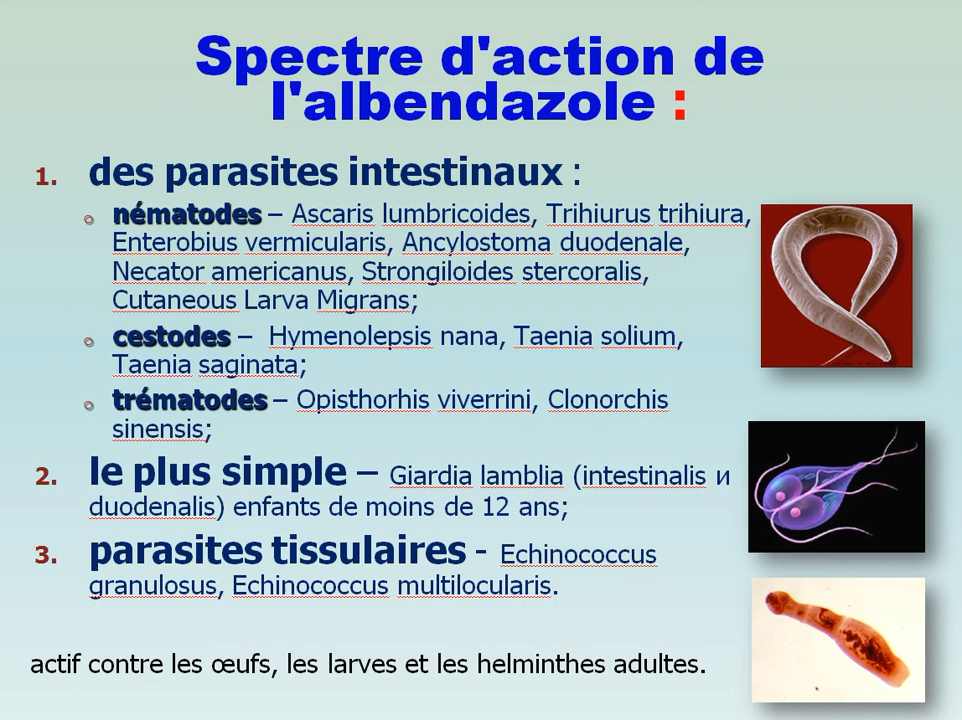 Spectre d'action de
l'albendazole :
1. des parasites intestinaux :
nématodes – Ascaris lumbricoides, Trihiurus trihiura,
Enterobius vermicularis, Ancylostoma duodenale,
Necator americanus, Strongiloides stercoralis,
Cutaneous Larva Migrans;
cestodes – Hymenolepsis nana, Taenia solium,
Taenia saginata;
trématodes – Opisthorhis viverrini, Clonorchis
sinensis;
2. le plus simple – Giardia lamblia (intestinalis и
duodenalis) enfants de moins de 12 ans;
3. parasites tissulaires - Echinococcus
granulosus, Echinococcus multilocularis.
actif contre les œufs, les larves et les helminthes adultes.